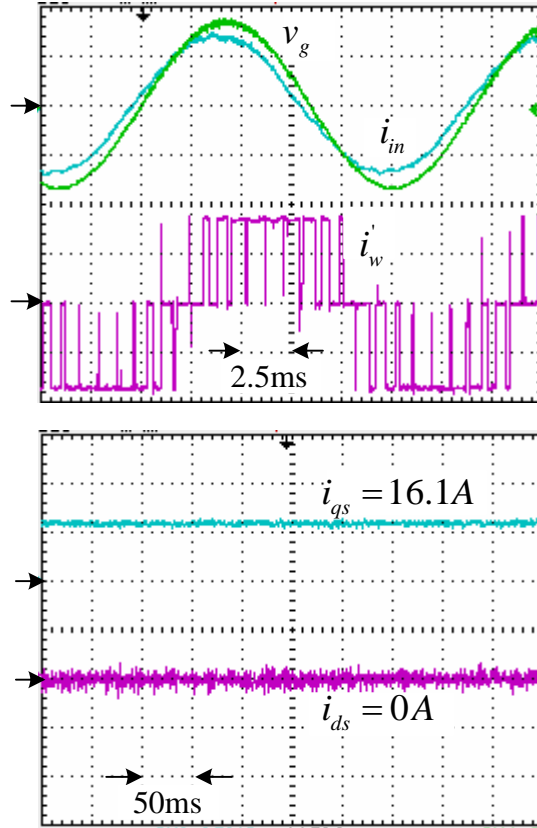 v_g
i_in
i'_w
2.5ms
i_qs = 16.1A
i_ds = 0A
50ms